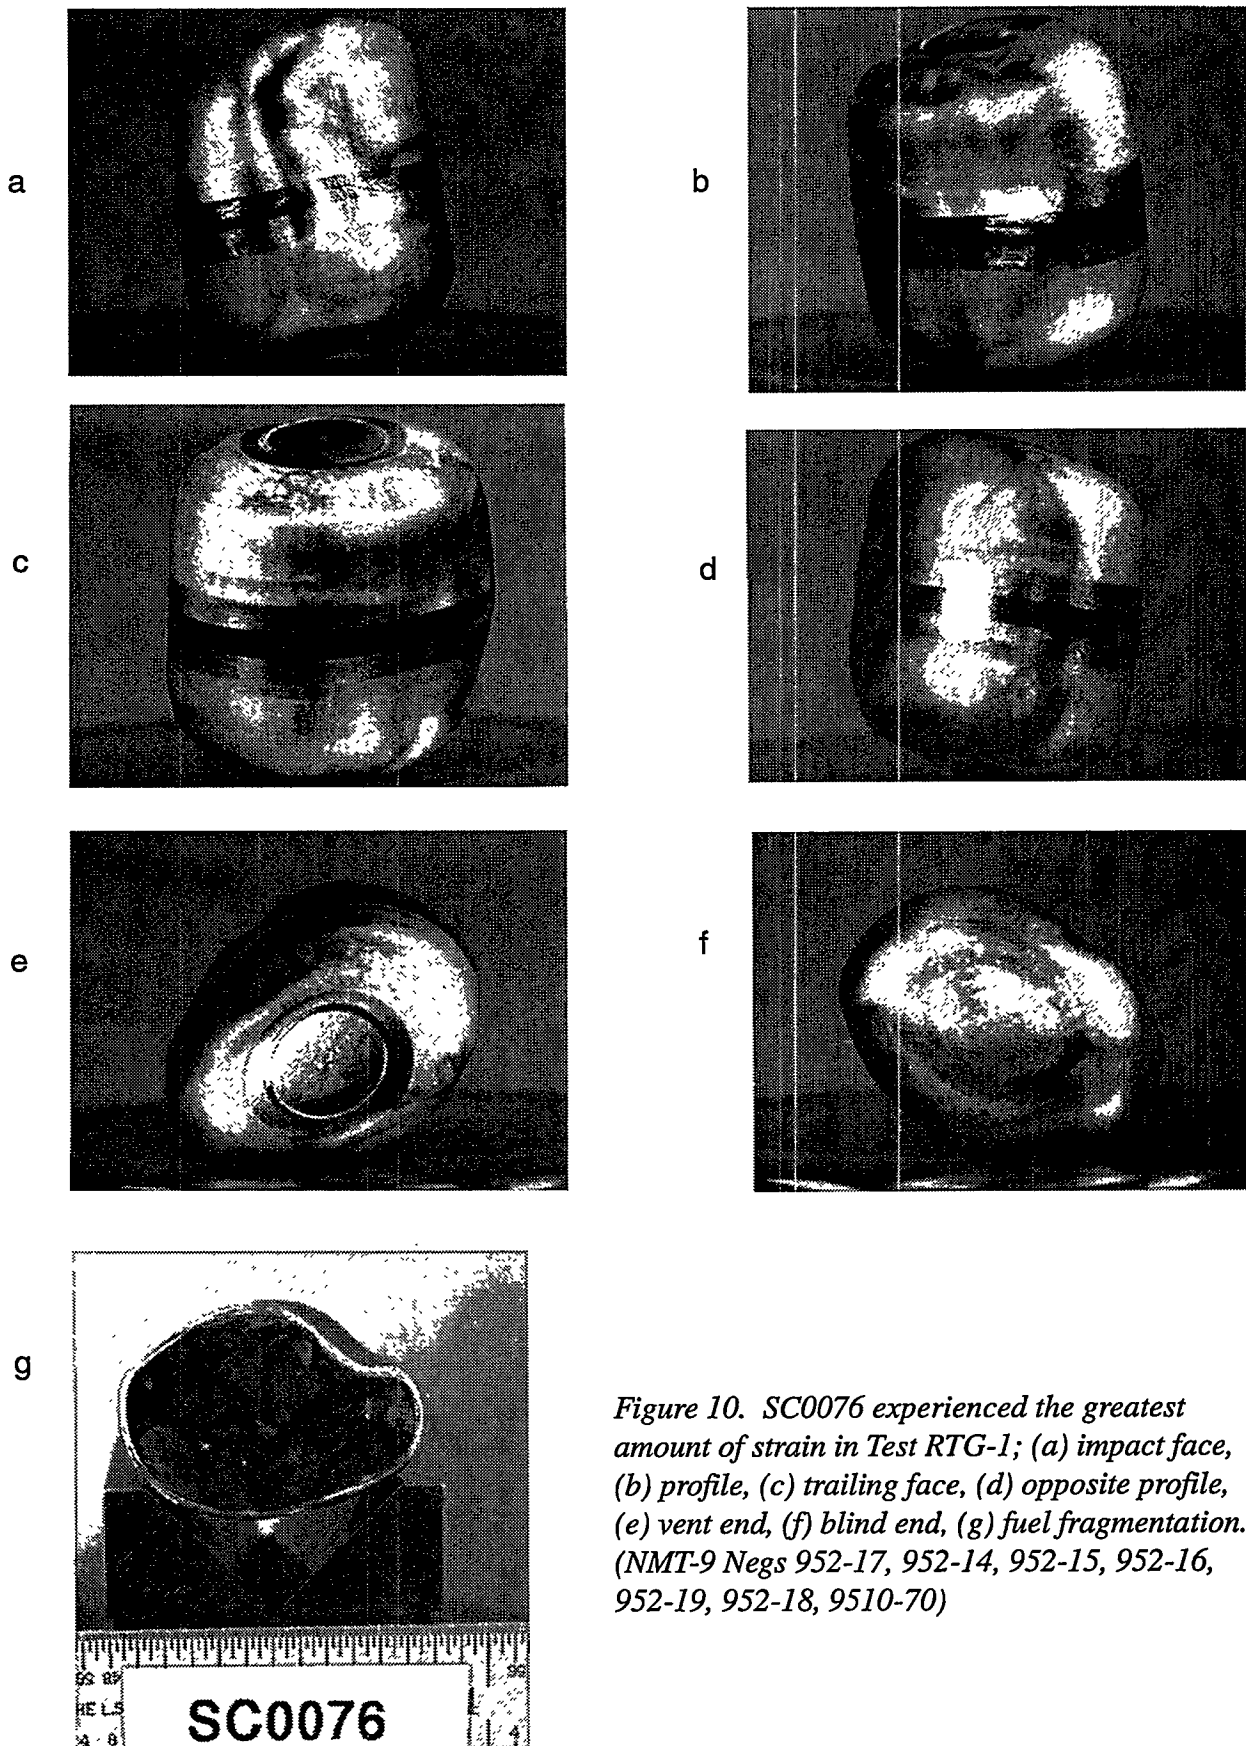 a
b
c
d
e
f
g
Figure 10. SC0076 experienced the greatest
amount of strain in Test RTG-1; (a) impact face,
(b) profile, (c) trailing face, (d) opposite profile,
(e) vent end, (f) blind end, (g) fuel fragmentation.
(NMT-9 Negs 952-17, 952-14, 952-15, 952-16,
952-19, 952-18, 9510-70)
SC0076
4